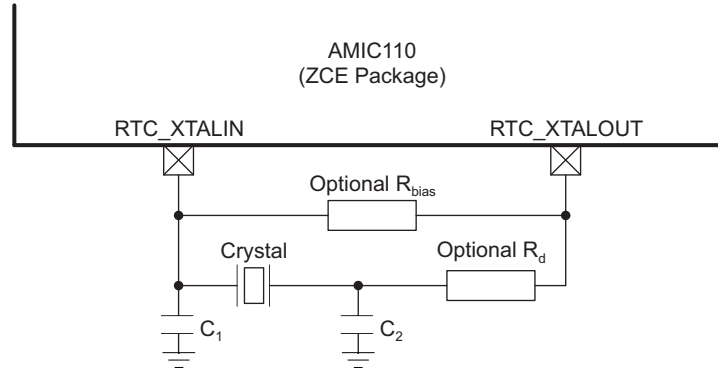 AMIC110
(ZCE Package)
RTC_XTALIN
RTC_XTALOUT
Optional Rbias
Crystal
Optional Rd
C1
C2